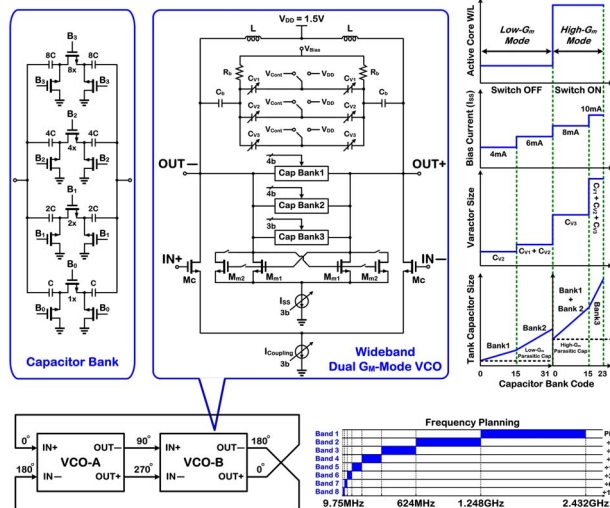 B3
8C
8x
8C
B3
B3
B2
4C
4x
4C
B2
B2
B1
2C
2x
2C
B1
B1
B0
C
1x
C
B0
B0
Capacitor Bank
VDD = 1.5V
L
L
VBias
Rb
Rb
CV1
VCont
VDD
CV1
Cb
Cb
CV2
VCont
VDD
CV2
CV3
VCont
VDD
CV3
OUT−
OUT+
4b
Cap Bank1
4b
Cap Bank2
3b
Cap Bank3
IN+
IN−
Mc
Mm2
Mm1
Mm1
Mm2
Mc
ISS
3b
ICoupling
3b
Wideband
Dual GM-Mode VCO
Active Core W/L
Low-Gm
Mode
High-Gm
Mode
Switch OFF
Switch ON
Bias Current (ISS)
4mA
6mA
8mA
10mA
Varactor Size
CV2
CV1 + CV2
CV3
CV1 + CV2 + CV3
Tank Capacitor Size
Bank1
Bank2
Low-Gm
Parasitic Cap
Bank1
+
Bank 2
Bank3
High-Gm
Parasitic Cap
0 15 31 0 15 23
Capacitor Bank Code
0°
IN+
OUT−
90°
IN+
OUT−
180°
VCO-A
VCO-B
180°
IN−
OUT+
270°
IN−
OUT+
0°
Frequency Planning
Band 1
Band 2
Band 3
Band 4
Band 5
Band 6
Band 7
Band 8
9.75MHz 624MHz 1.248GHz 2.432GHz